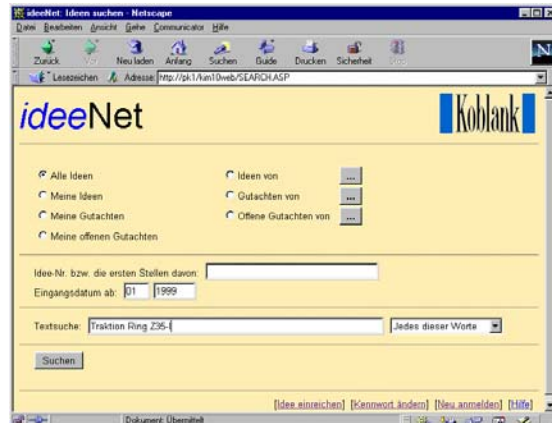 ideeNet: Ideen suchen - Netscape
Datei Bearbeiten Ansicht Gehe Communicator Hilfe
Zurück Vor Neu laden Anfang Suchen Guide Drucken Sicherheit Stop
Lesezeichen Adresse: http://pk1/km10web/SEARCH.ASP
ideeNet Koblank
Alle Ideen Ideen von ...
Meine Ideen Gutachten von ...
Meine Gutachten Offene Gutachten von ...
Meine offenen Gutachten
Idee-Nr. bzw. die ersten Stellen davon:
Eingangsdatum ab: 01 1999
Textsuche: Traktion Ring Z35- Jedes dieser Worte
Suchen
[Idee einreichen] [Kennwort ändern] [Neu anmelden] [Hilfe]
Dokument: Übermittelt